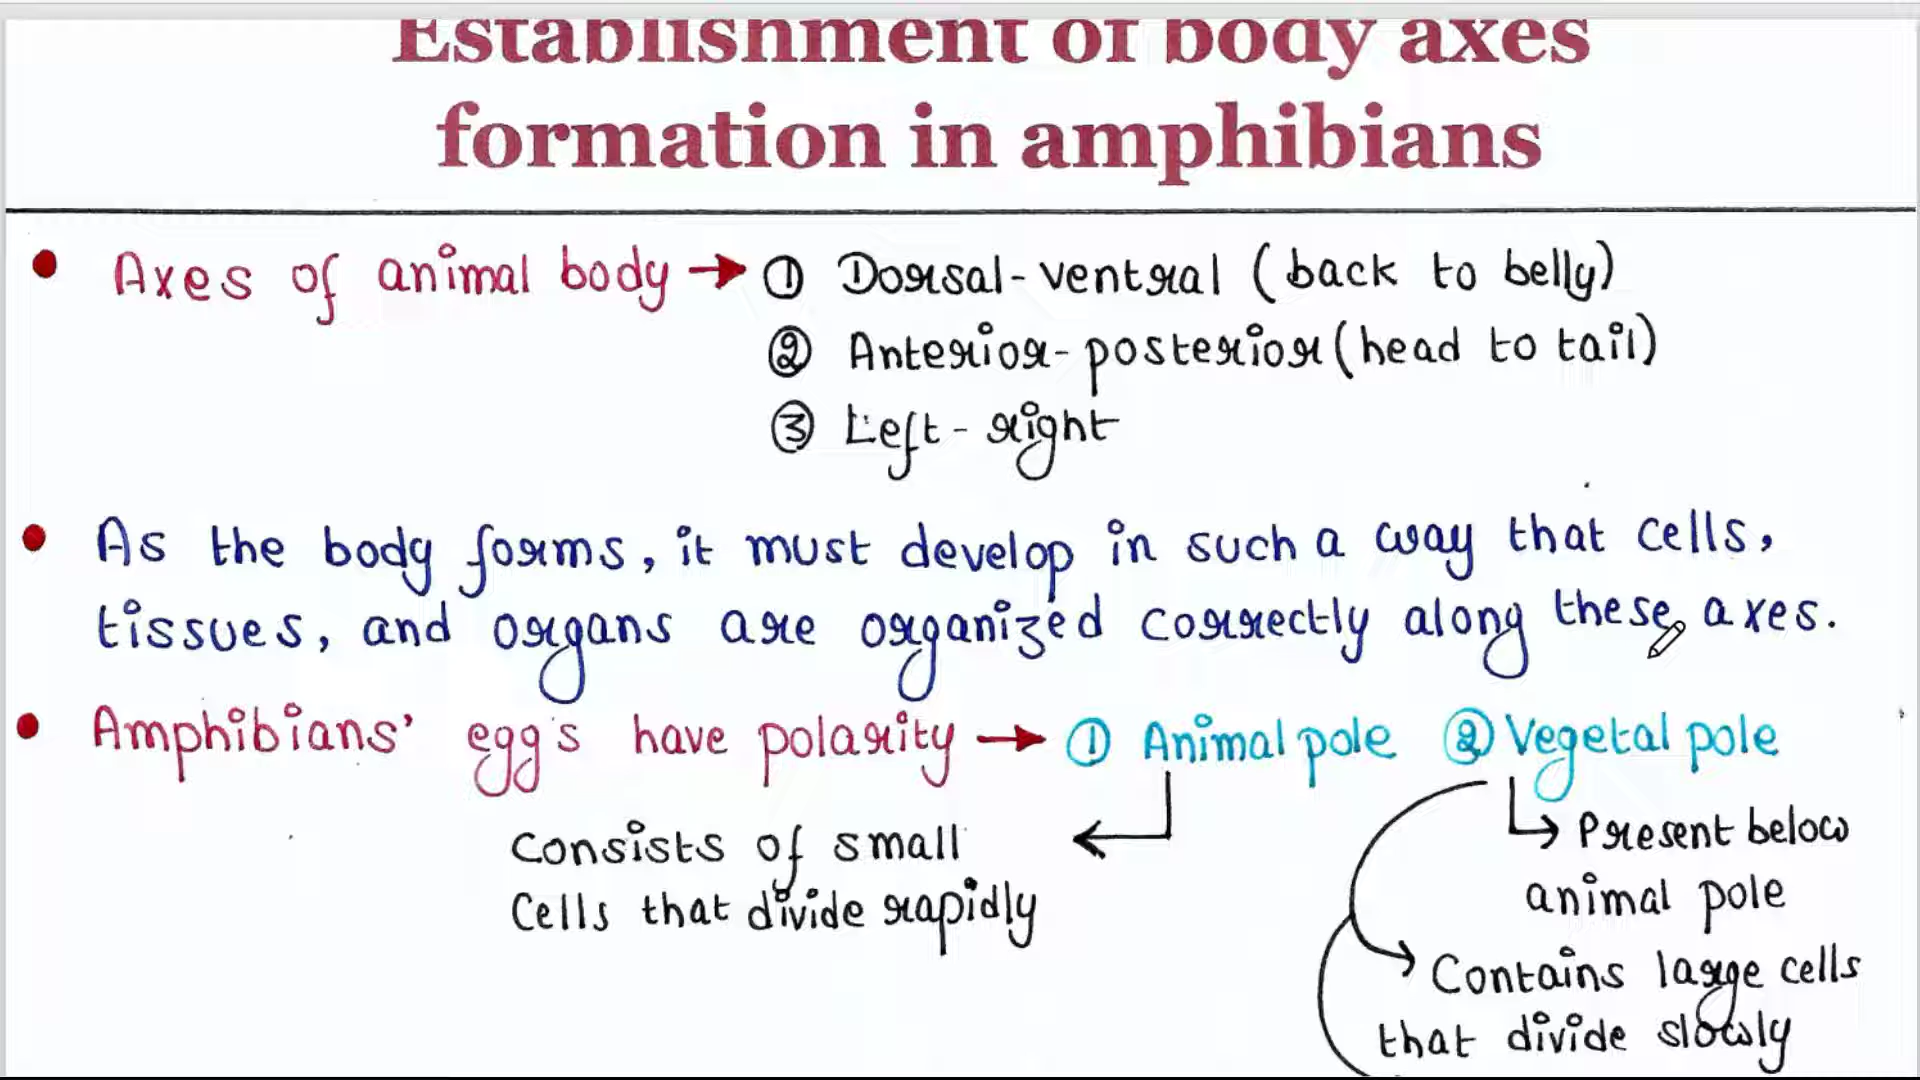 Establishment of body axes
formation in amphibians
• Axes of animal body → ① Dorsal-ventral (back to belly)
② Anterior-posterior (head to tail)
③ Left-right
• As the body forms, it must develop in such a way that cells,
tissues, and organs are organized correctly along these axes.
• Amphibians' egg's have polarity → ① Animal pole ② Vegetal pole
Consists of small
cells that divide rapidly
Present below
animal pole
Contains large cells
that divide slowly